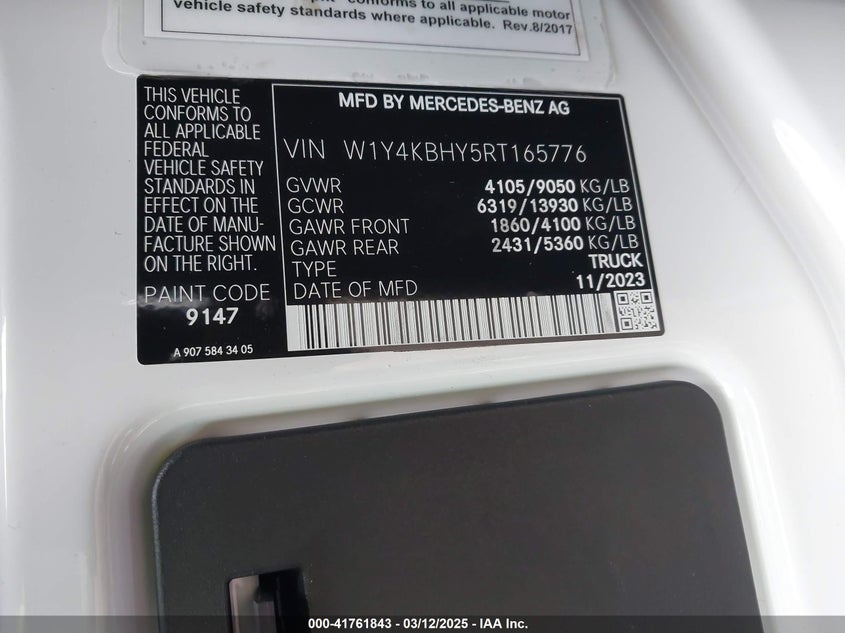 conforms to all applicable motor
vehicle safety standards where applicable. Rev.8/2017
THIS VEHICLE
CONFORMS TO
ALL APPLICABLE
FEDERAL
VEHICLE SAFETY
STANDARDS IN
EFFECT ON THE
DATE OF MANU-
FACTURE SHOWN
ON THE RIGHT.
PAINT CODE
9147
A 907 584 34 05
MFD BY MERCEDES-BENZ AG
VIN W1Y4KBHY5RT165776
GVWR 4105/9050 KG/LB
GCWR 6319/13930 KG/LB
GAWR FRONT 1860/4100 KG/LB
GAWR REAR 2431/5360 KG/LB
TYPE TRUCK
DATE OF MFD 11/2023
000-41761843 - 03/12/2025 - IAA Inc.